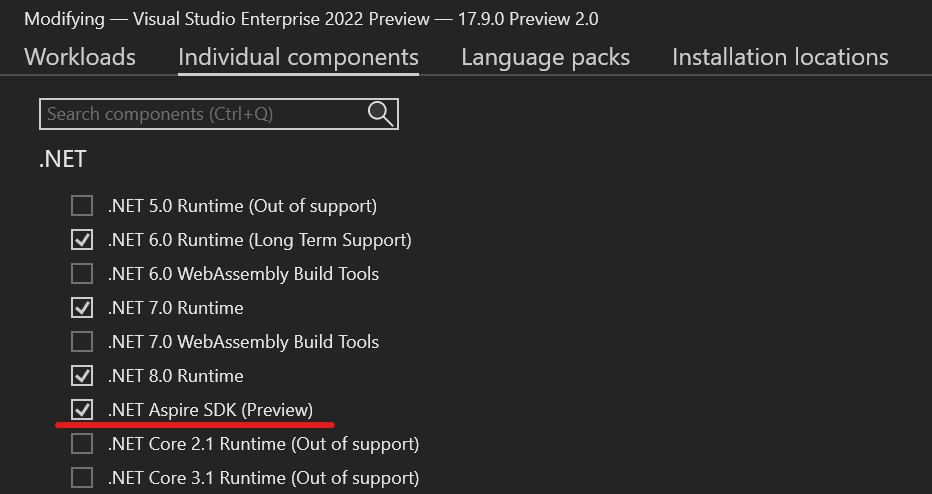 Modifying — Visual Studio Enterprise 2022 Preview — 17.9.0 Preview 2.0
Workloads Individual components Language packs Installation locations
Search components (Ctrl+Q)
.NET
.NET 5.0 Runtime (Out of support)
.NET 6.0 Runtime (Long Term Support)
.NET 6.0 WebAssembly Build Tools
.NET 7.0 Runtime
.NET 7.0 WebAssembly Build Tools
.NET 8.0 Runtime
.NET Aspire SDK (Preview)
.NET Core 2.1 Runtime (Out of support)
.NET Core 3.1 Runtime (Out of support)